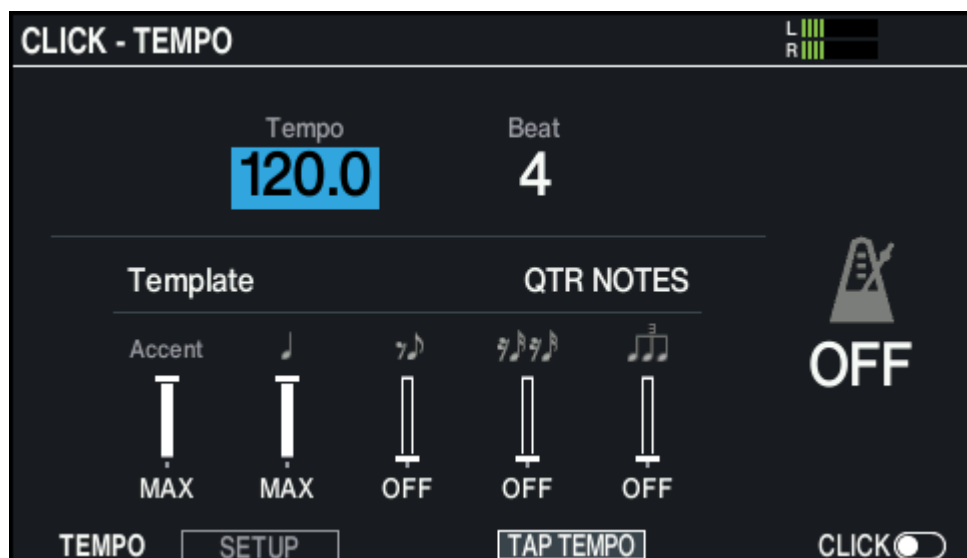 CLICK - TEMPO
L
R
Tempo Beat
120.0 4
Template QTR NOTES
Accent 3
OFF
MAX MAX OFF OFF OFF
TEMPO SETUP TAP TEMPO CLICK